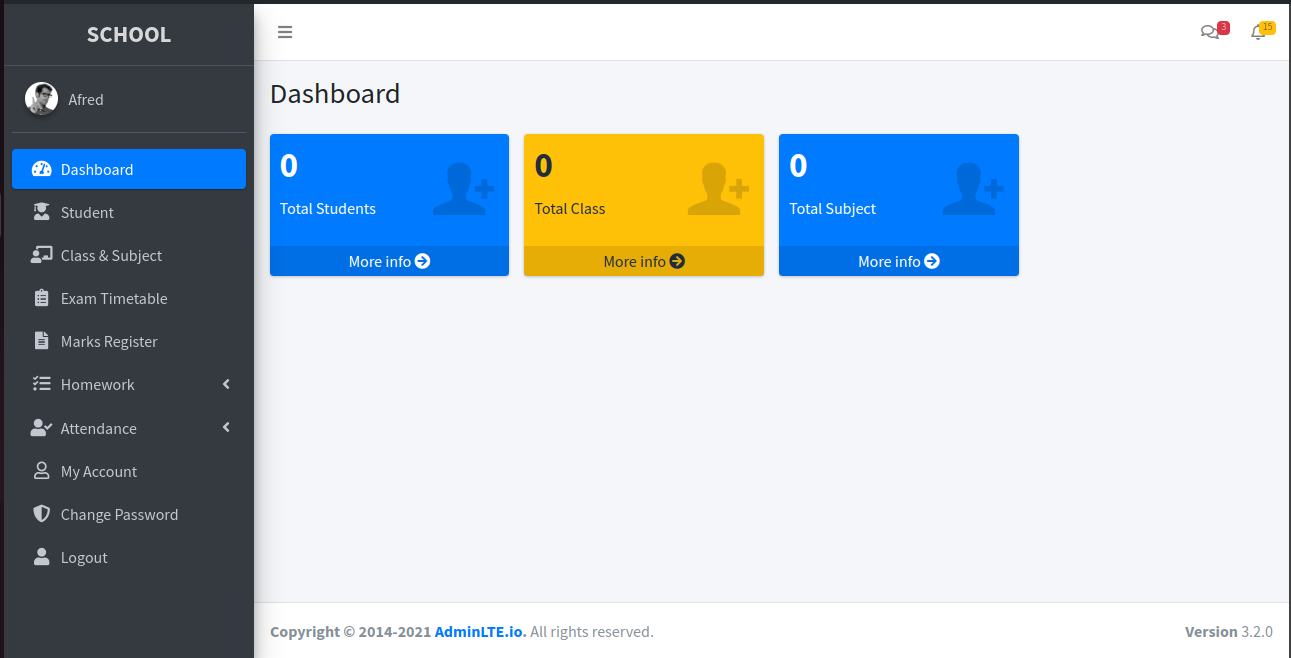 SCHOOL
3
15
Afred
Dashboard
Dashboard
Student
Class & Subject
Exam Timetable
Marks Register
Homework
Attendance
My Account
Change Password
Logout
0
Total Students
More info
0
Total Class
More info
0
Total Subject
More info
Copyright © 2014-2021 AdminLTE.io. All rights reserved.
Version 3.2.0